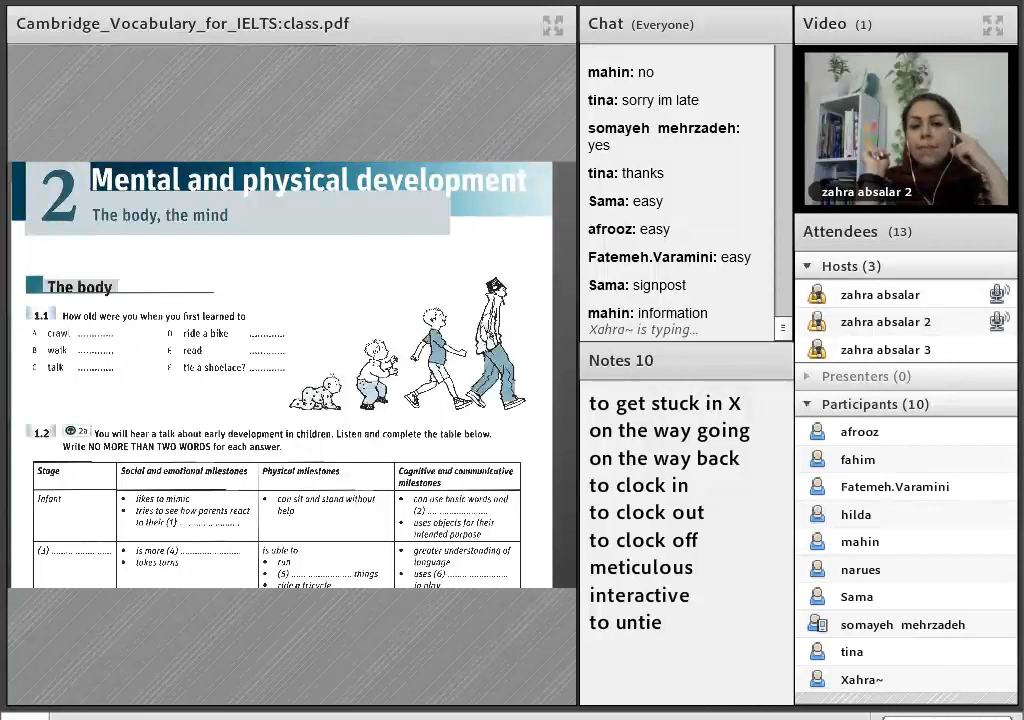 Cambridge_Vocabulary_for_IELTS:class.pdf
2
Mental and physical development
The body, the mind
The body
1.1 How old were you when you first learned to
A crawl ............ D ride a bike ............
B walk ............ E read ............
C talk ............ F tie a shoelace? ............
1.2 2a You will hear a talk about early development in children. Listen and complete the table below.
Write NO MORE THAN TWO WORDS for each answer.
Stage
Social and emotional milestones
Physical milestones
Cognitive and communicative
milestones
Infant
• likes to mimic
• tries to see how parents react
to their (1) ......................
• can sit and stand without
help
• can use basic words and
(2) ......................
• uses objects for their
intended purpose
(3) ......................
• is more (4) ......................
• takes turns
is able to
• run
• (5) ...................... things
• ride a tricycle
• greater understanding of
language
• uses (6) ......................
in play
Chat (Everyone)
mahin: no
tina: sorry im late
somayeh mehrzadeh:
yes
tina: thanks
Sama: easy
afrooz: easy
Fatemeh.Varamini: easy
Sama: signpost
mahin: information
Xahra~ is typing...
Notes 10
to get stuck in X
on the way going
on the way back
to clock in
to clock out
to clock off
meticulous
interactive
to untie
Video (1)
zahra absalar 2
Attendees (13)
Hosts (3)
zahra absalar
zahra absalar 2
zahra absalar 3
Presenters (0)
Participants (10)
afrooz
fahim
Fatemeh.Varamini
hilda
mahin
narues
Sama
somayeh mehrzadeh
tina
Xahra~